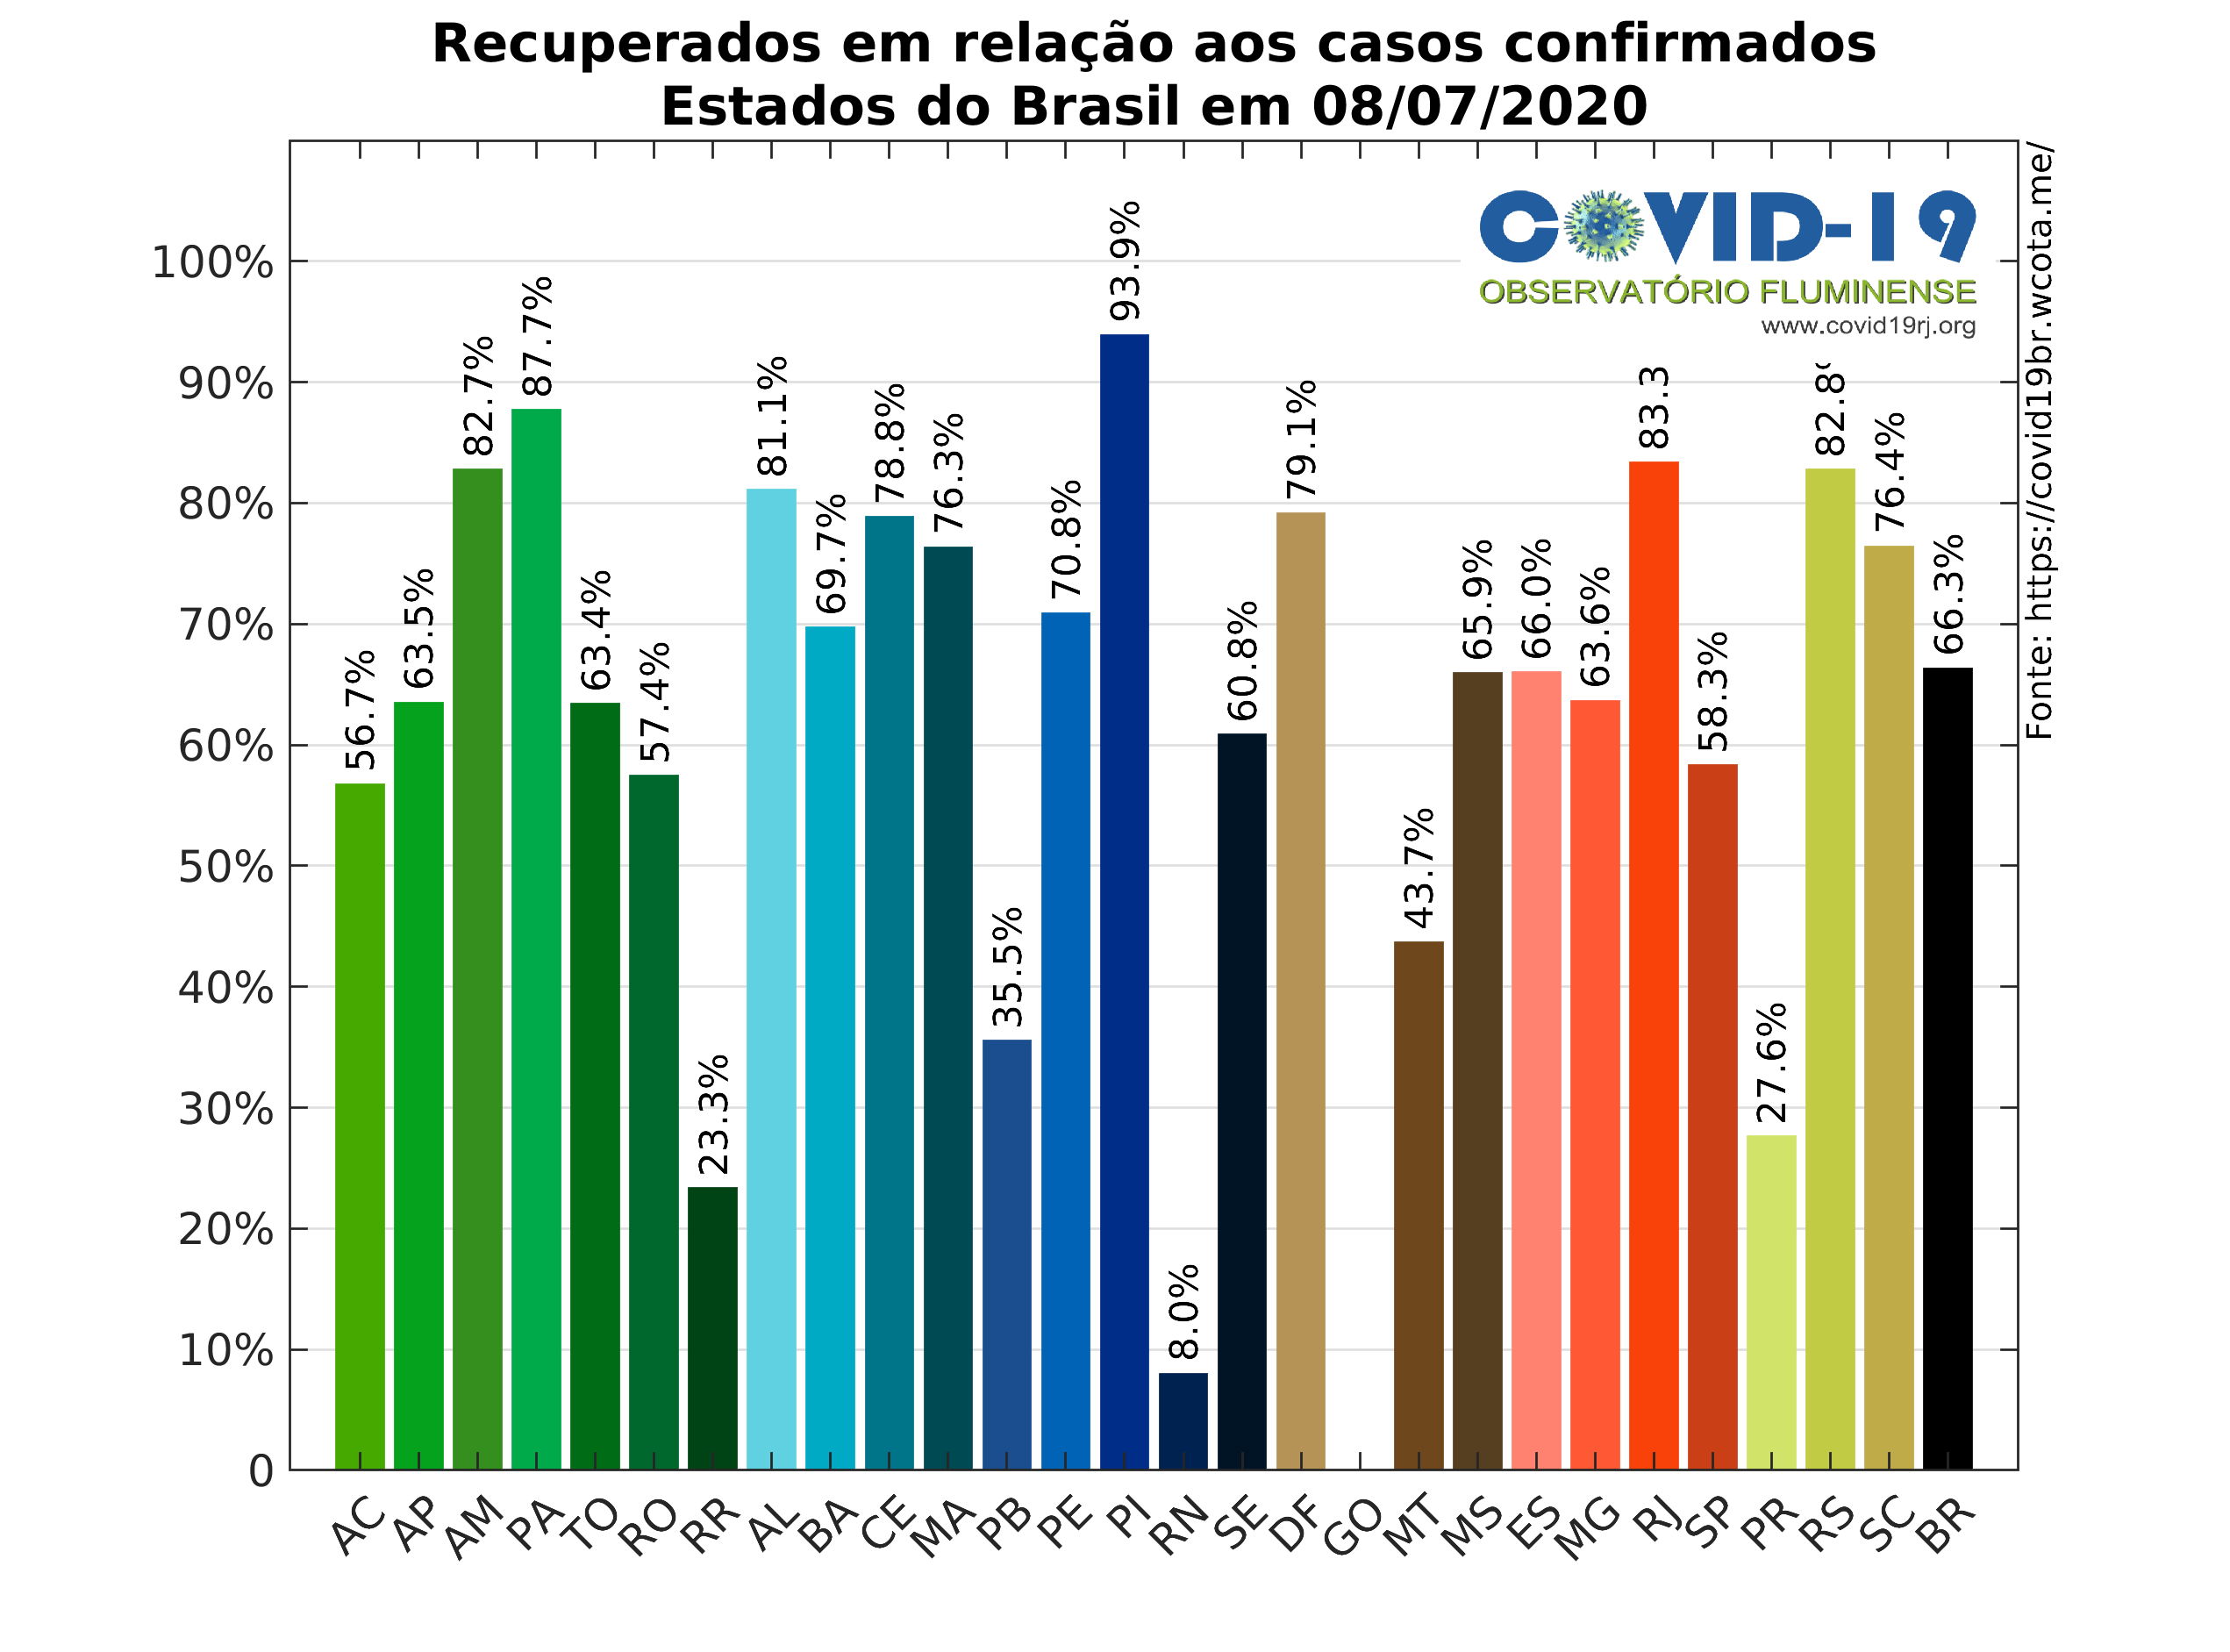 Recuperados em relação aos casos confirmados
Estados do Brasil em 08/07/2020
COVID-19
OBSERVATÓRIO FLUMINENSE
www.covid19rj.org
Fonte: https://covid19br.wcota.me/
100%
90%
80%
70%
60%
50%
40%
30%
20%
10%
0
56.7%
63.5%
82.7%
87.7%
63.4%
57.4%
23.3%
81.1%
69.7%
78.8%
76.3%
35.5%
70.8%
93.9%
8.0%
60.8%
79.1%
43.7%
65.9%
66.0%
63.6%
83.3
58.3%
27.6%
82.8%
76.4%
66.3%
AC
AP
AM
PA
TO
RO
RR
AL
BA
CE
MA
PB
PE
PI
RN
SE
DF
GO
MT
MS
ES
MG
RJ
SP
PR
RS
SC
BR